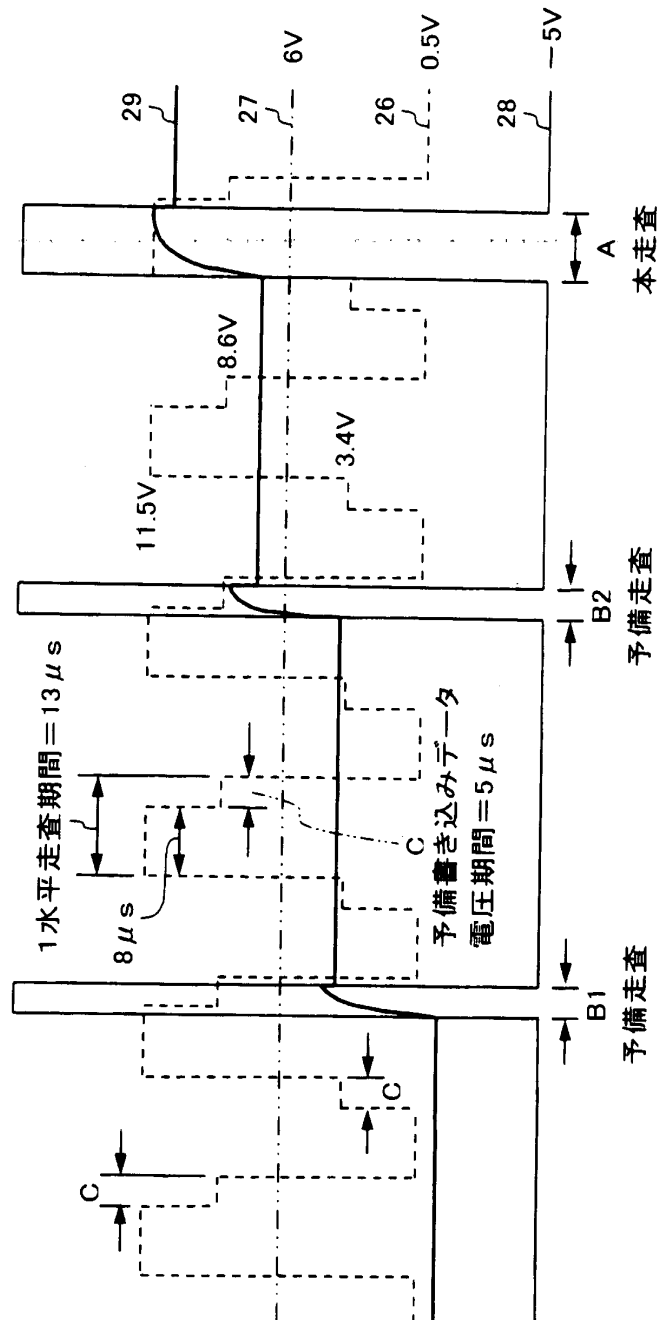 C
C
B1
予備走査
1水平走査期間=13μs
8μs
C
予備書き込みデータ
電圧期間=5μs
B2
予備走査
11.5V
8.6V
3.4V
A
本走査
29
27
6V
26
0.5V
28
−5V